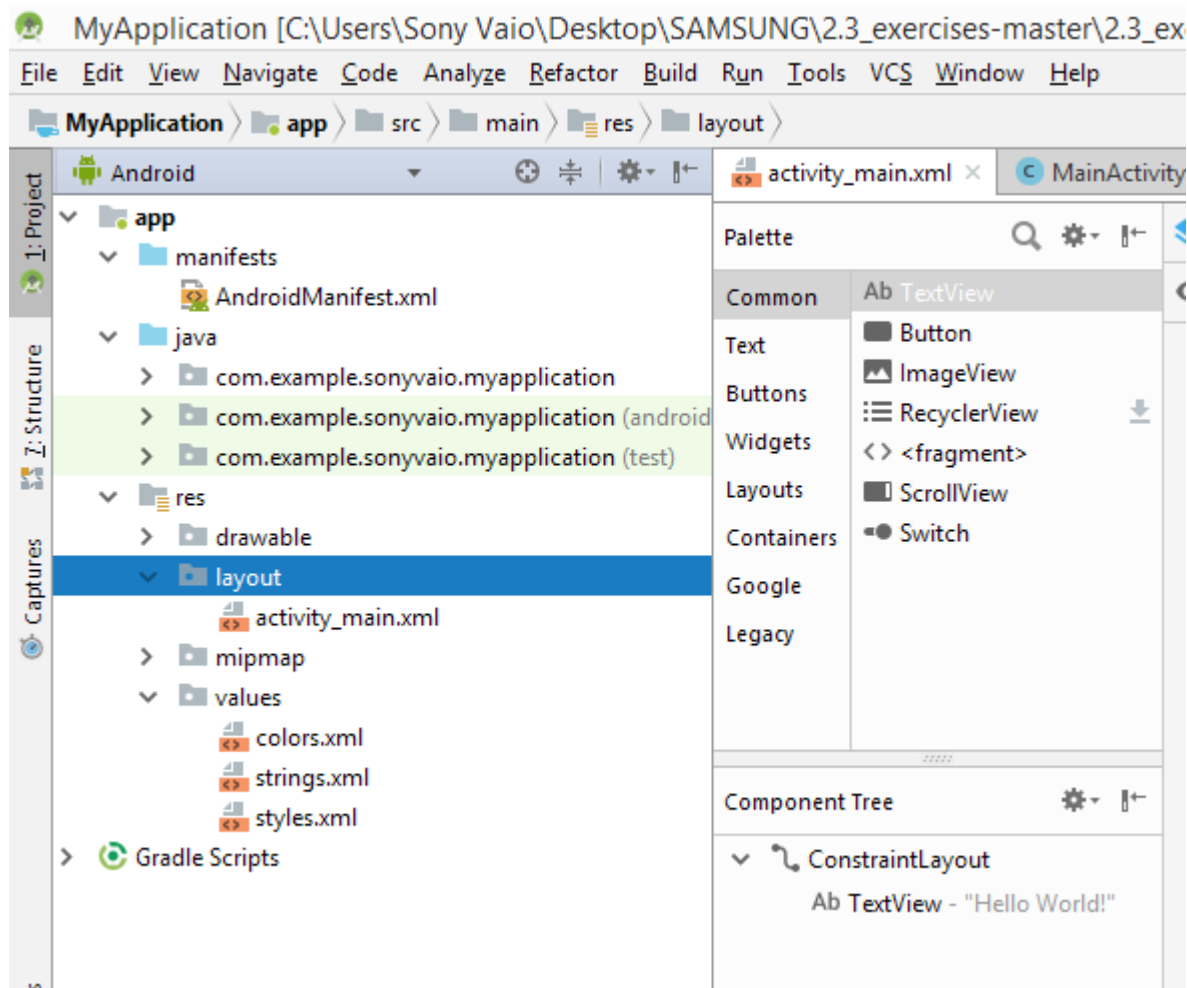 MyApplication [C:\Users\Sony Vaio\Desktop\SAMSUNG\2.3_exercises-master\2.3_ex
File Edit View Navigate Code Analyze Refactor Build Run Tools VCS Window Help
MyApplication app src main res layout
1: Project
7: Structure
Captures
Android
app
manifests
AndroidManifest.xml
java
com.example.sonyvaio.myapplication
com.example.sonyvaio.myapplication (android
com.example.sonyvaio.myapplication (test)
res
drawable
layout
activity_main.xml
mipmap
values
colors.xml
strings.xml
styles.xml
Gradle Scripts
activity_main.xml C MainActivity
Palette
Common
Text
Buttons
Widgets
Layouts
Containers
Google
Legacy
Ab TextView
Button
ImageView
RecyclerView
<> <fragment>
ScrollView
Switch
Component Tree
ConstraintLayout
Ab TextView - "Hello World!"